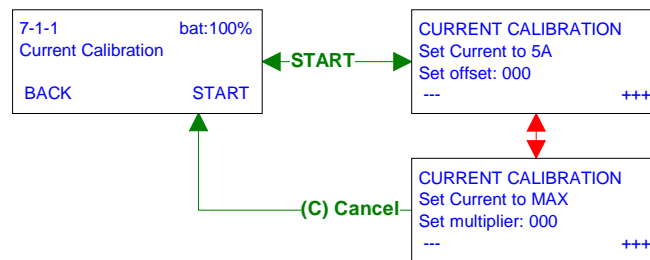 7-1-1 bat:100%
Current Calibration
BACK START
START
CURRENT CALIBRATION
Set Current to 5A
Set offset: 000
--- +++
(C) Cancel
CURRENT CALIBRATION
Set Current to MAX
Set multiplier: 000
--- +++